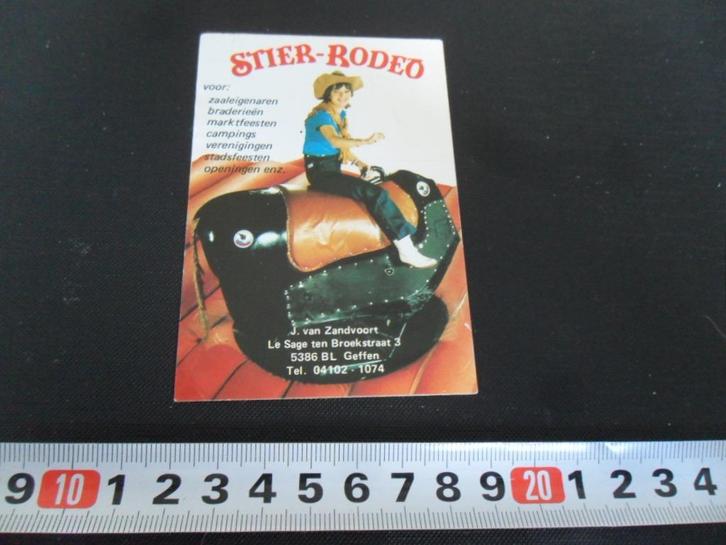 STIER-RODEO
voor:
zaaleigenaren
braderieën
marktfeesten
campings
verenigingen
stadsfeesten
openingen enz.
J. van Zandvoort
Le Sage ten Broekstraat 3
5386 BL Geffen
Tel. 04102 - 1074
9 10 1 2 3 4 5 6 7 8 9 20 1 2 3 4